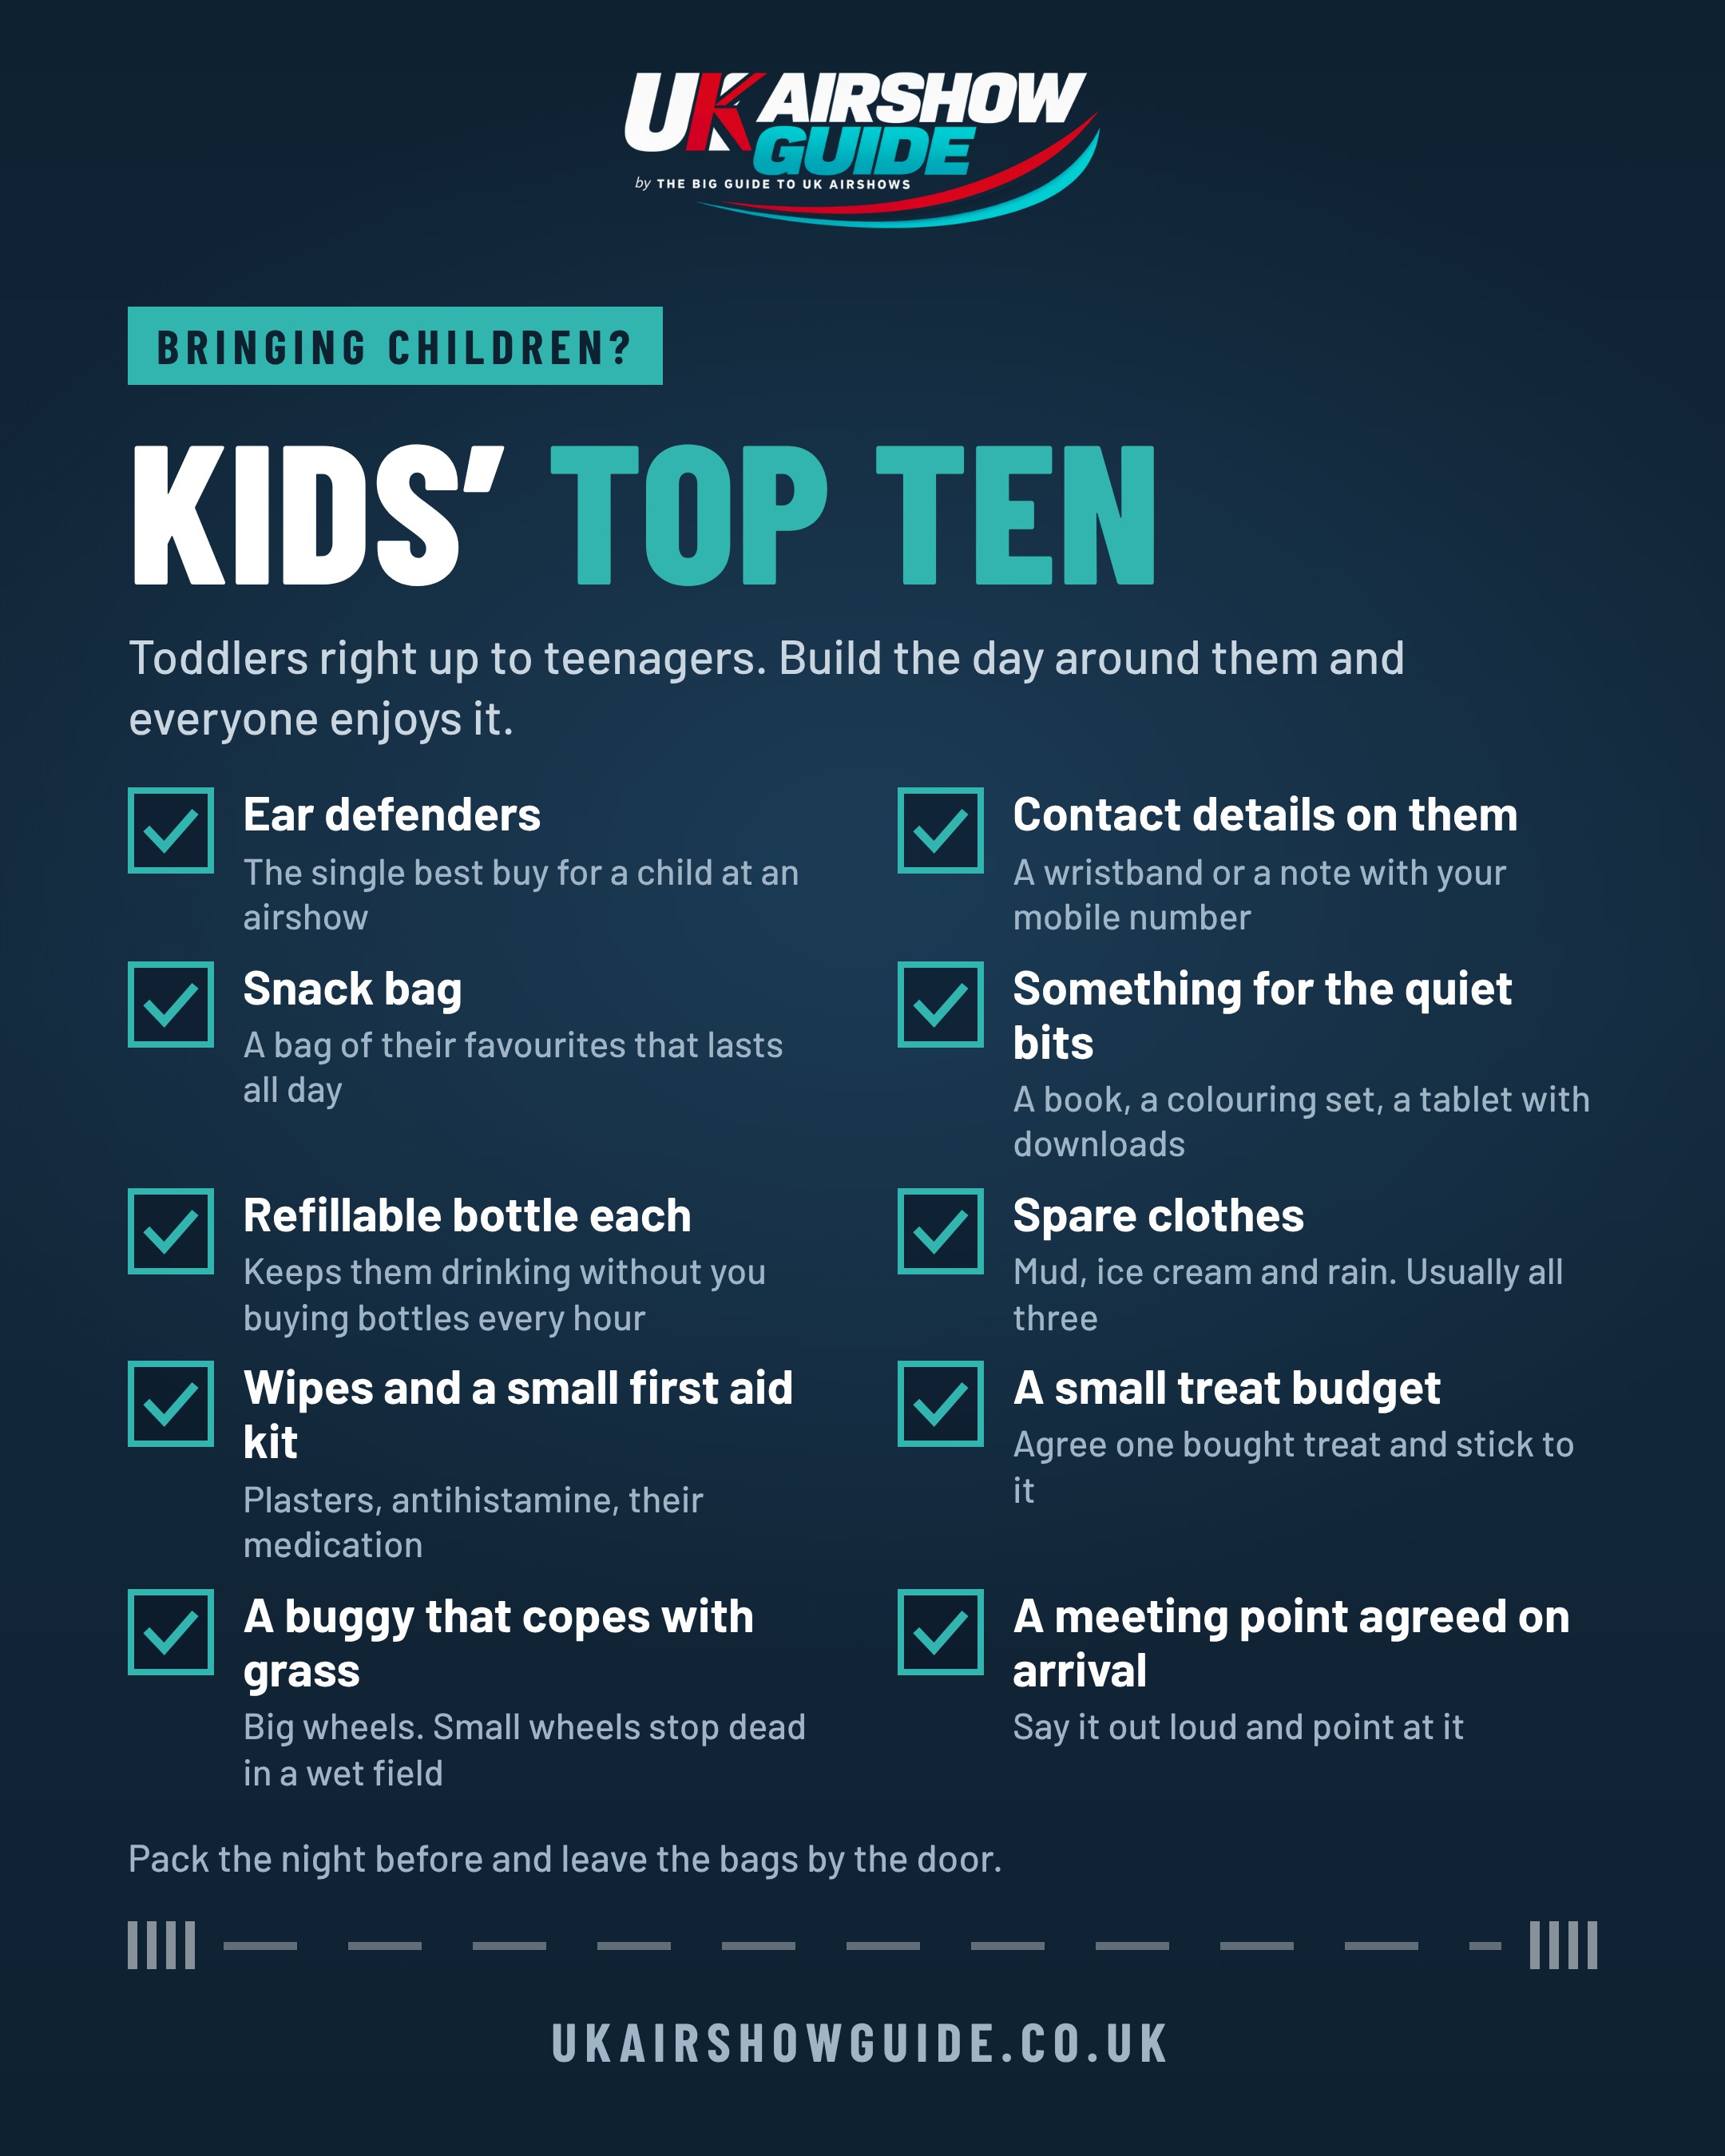 UK AIRSHOW
GUIDE
by THE BIG GUIDE TO UK AIRSHOWS
BRINGING CHILDREN?
KIDS’ TOP TEN
Toddlers right up to teenagers. Build the day around them and
everyone enjoys it.
Ear defenders
The single best buy for a child at an
airshow
Contact details on them
A wristband or a note with your
mobile number
Snack bag
A bag of their favourites that lasts
all day
Something for the quiet
bits
A book, a colouring set, a tablet with
downloads
Refillable bottle each
Keeps them drinking without you
buying bottles every hour
Spare clothes
Mud, ice cream and rain. Usually all
three
Wipes and a small first aid
kit
Plasters, antihistamine, their
medication
A small treat budget
Agree one bought treat and stick to
it
A buggy that copes with
grass
Big wheels. Small wheels stop dead
in a wet field
A meeting point agreed on
arrival
Say it out loud and point at it
Pack the night before and leave the bags by the door.
UKAIRSHOWGUIDE.CO.UK